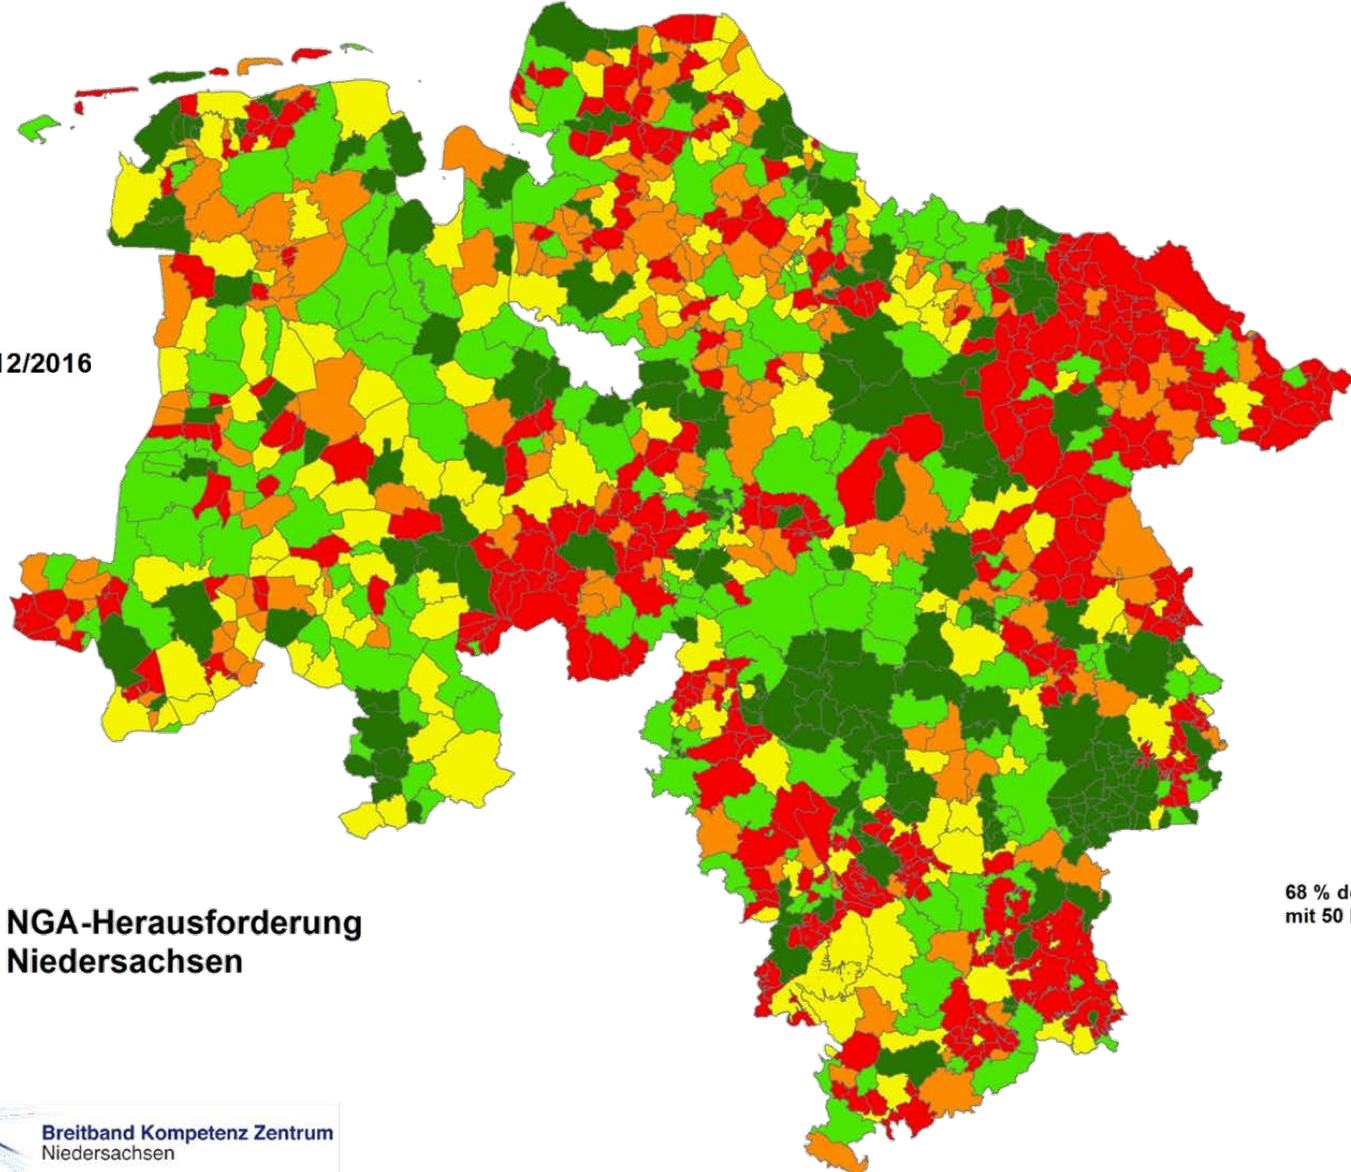 12/2016
68 % d
mit 50
NGA-Herausforderung
Niedersachsen
Breitband Kompetenz Zentrum
Niedersachsen